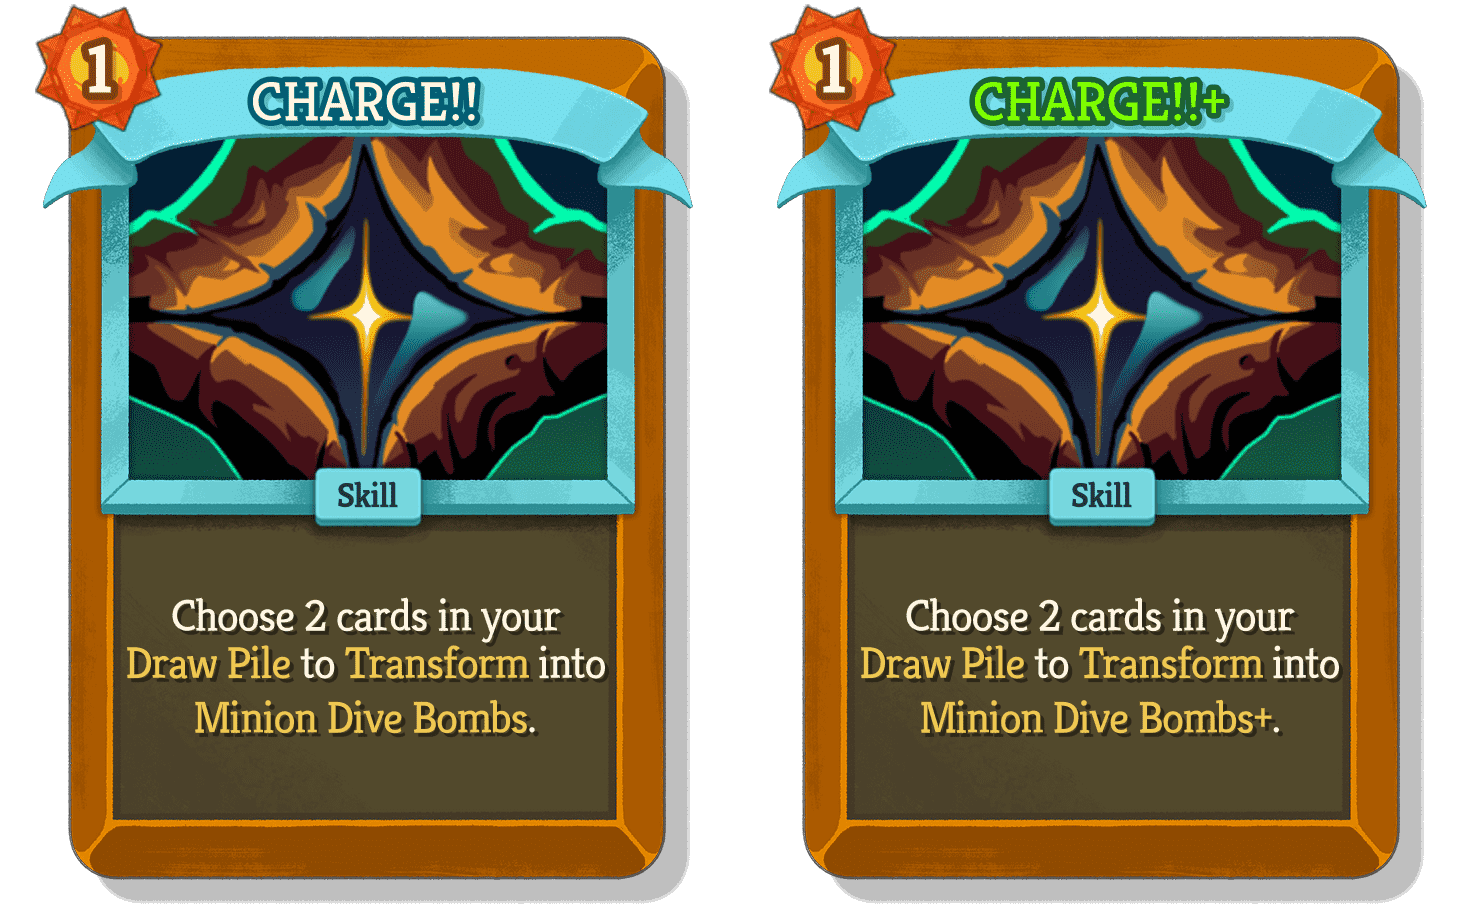 1
CHARGE!!
Skill
Choose 2 cards in your
Draw Pile to Transform into
Minion Dive Bombs.
1
CHARGE!!+
Skill
Choose 2 cards in your
Draw Pile to Transform into
Minion Dive Bombs+.